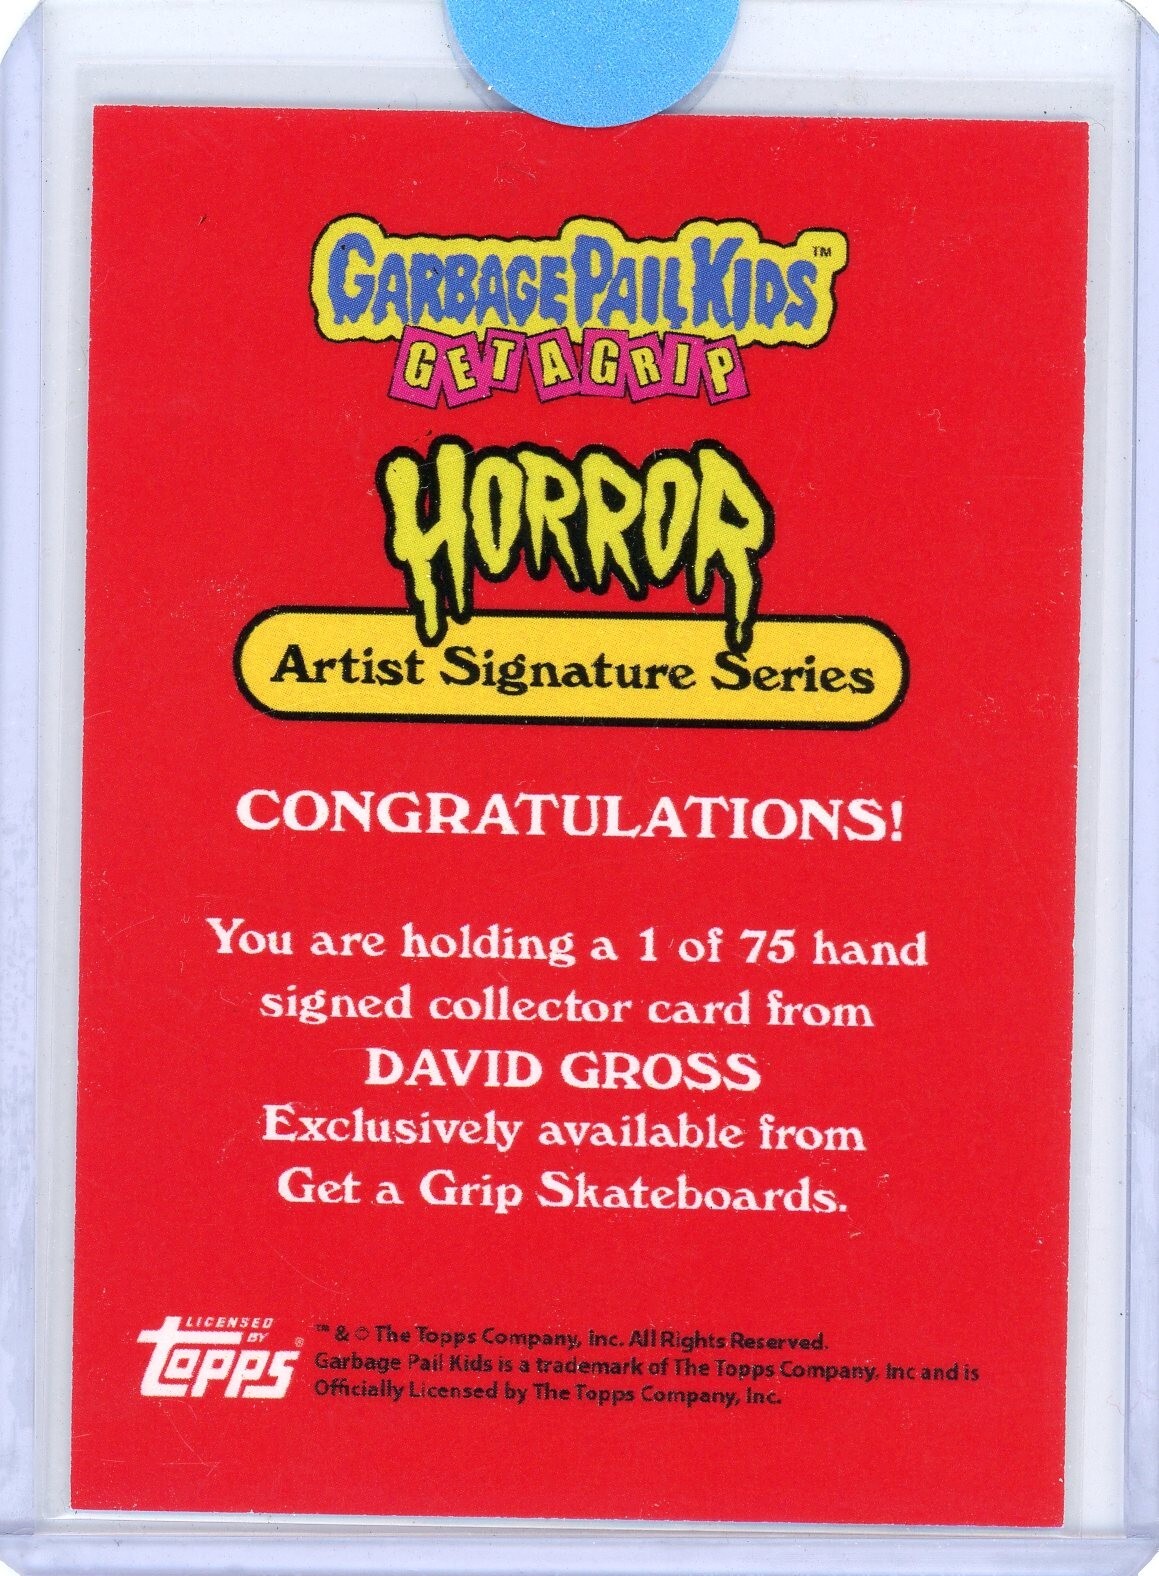 GARBAGE PAIL KIDS™
GET A GRIP
HORROR
Artist Signature Series
CONGRATULATIONS!
You are holding a 1 of 75 hand
signed collector card from
DAVID GROSS
Exclusively available from
Get a Grip Skateboards.
LICENSED
BY
TOPPS®
™ & © The Topps Company, Inc. All Rights Reserved.
Garbage Pail Kids is a trademark of The Topps Company, Inc and is
Officially Licensed by The Topps Company, Inc.